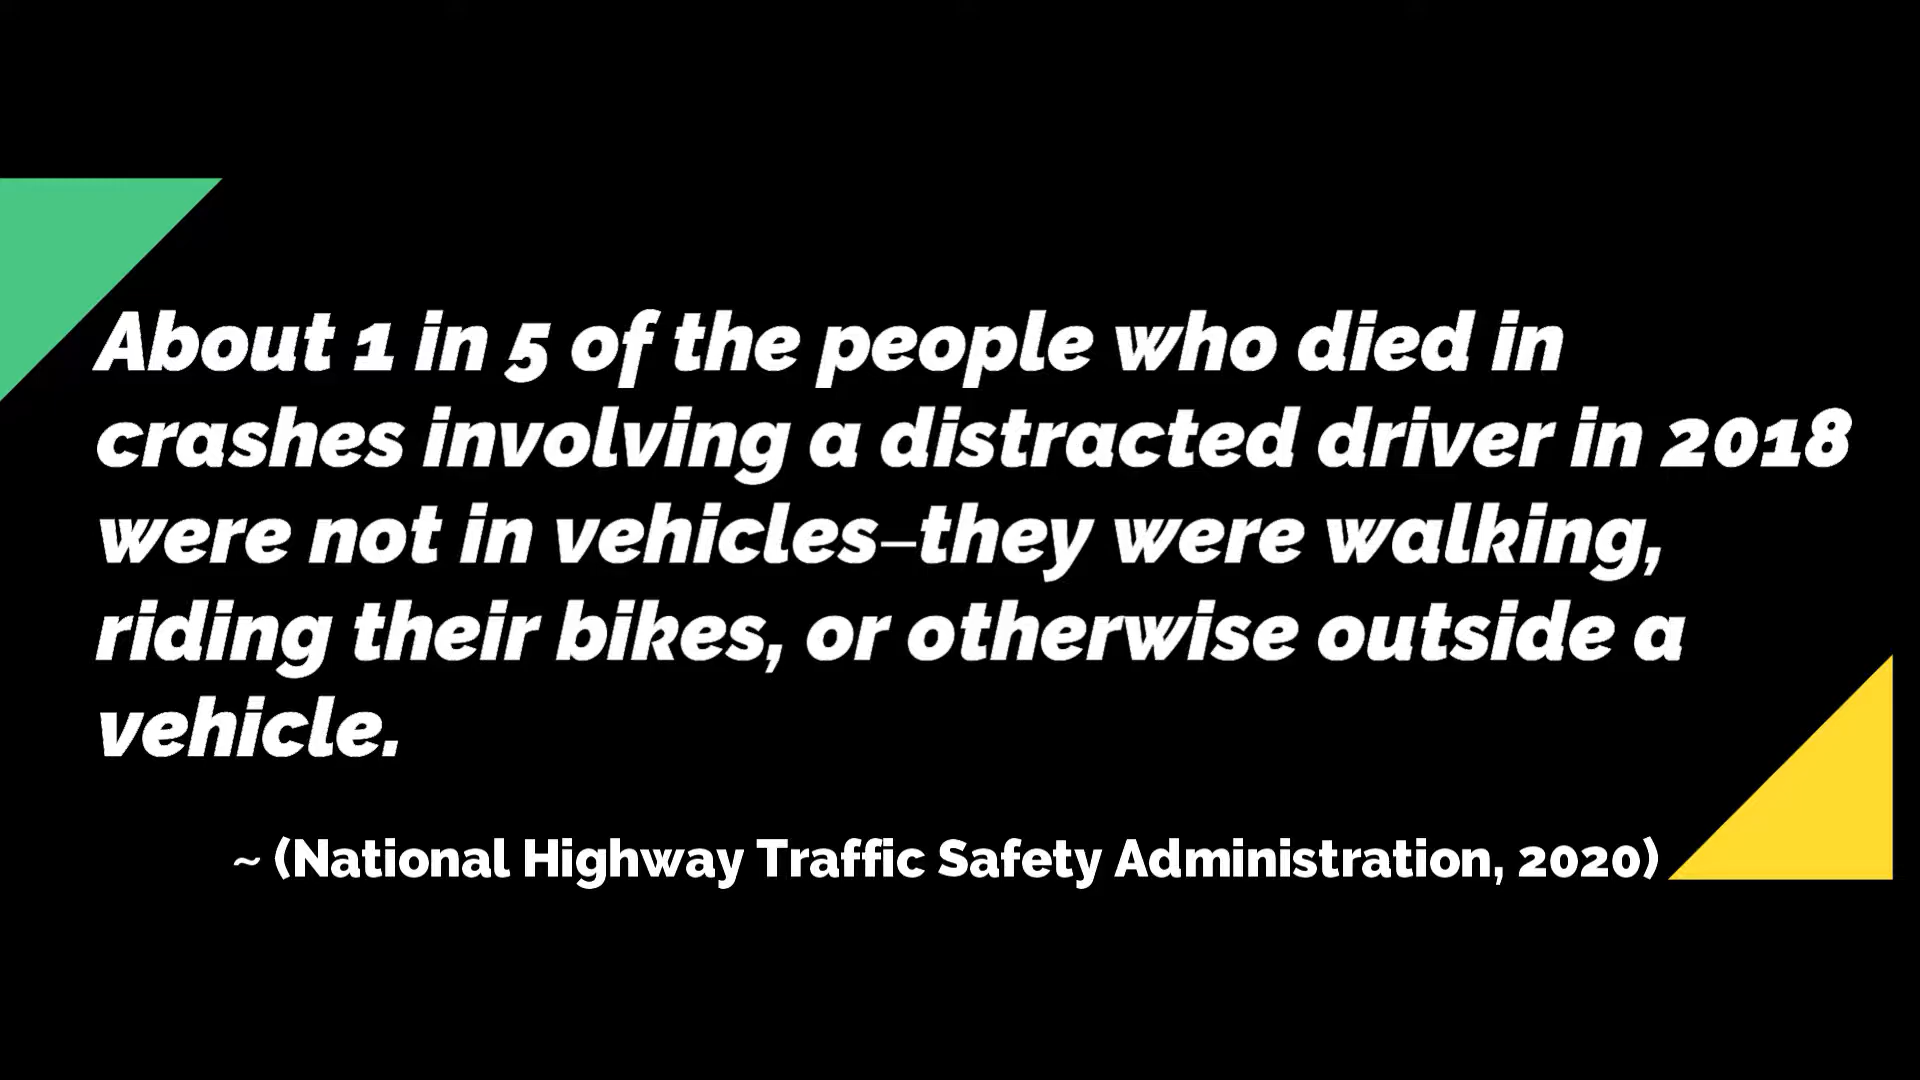 About 1 in 5 of the people who died in
crashes involving a distracted driver in 2018
were not in vehicles–they were walking,
riding their bikes, or otherwise outside a
vehicle.
~ (National Highway Traffic Safety Administration, 2020)